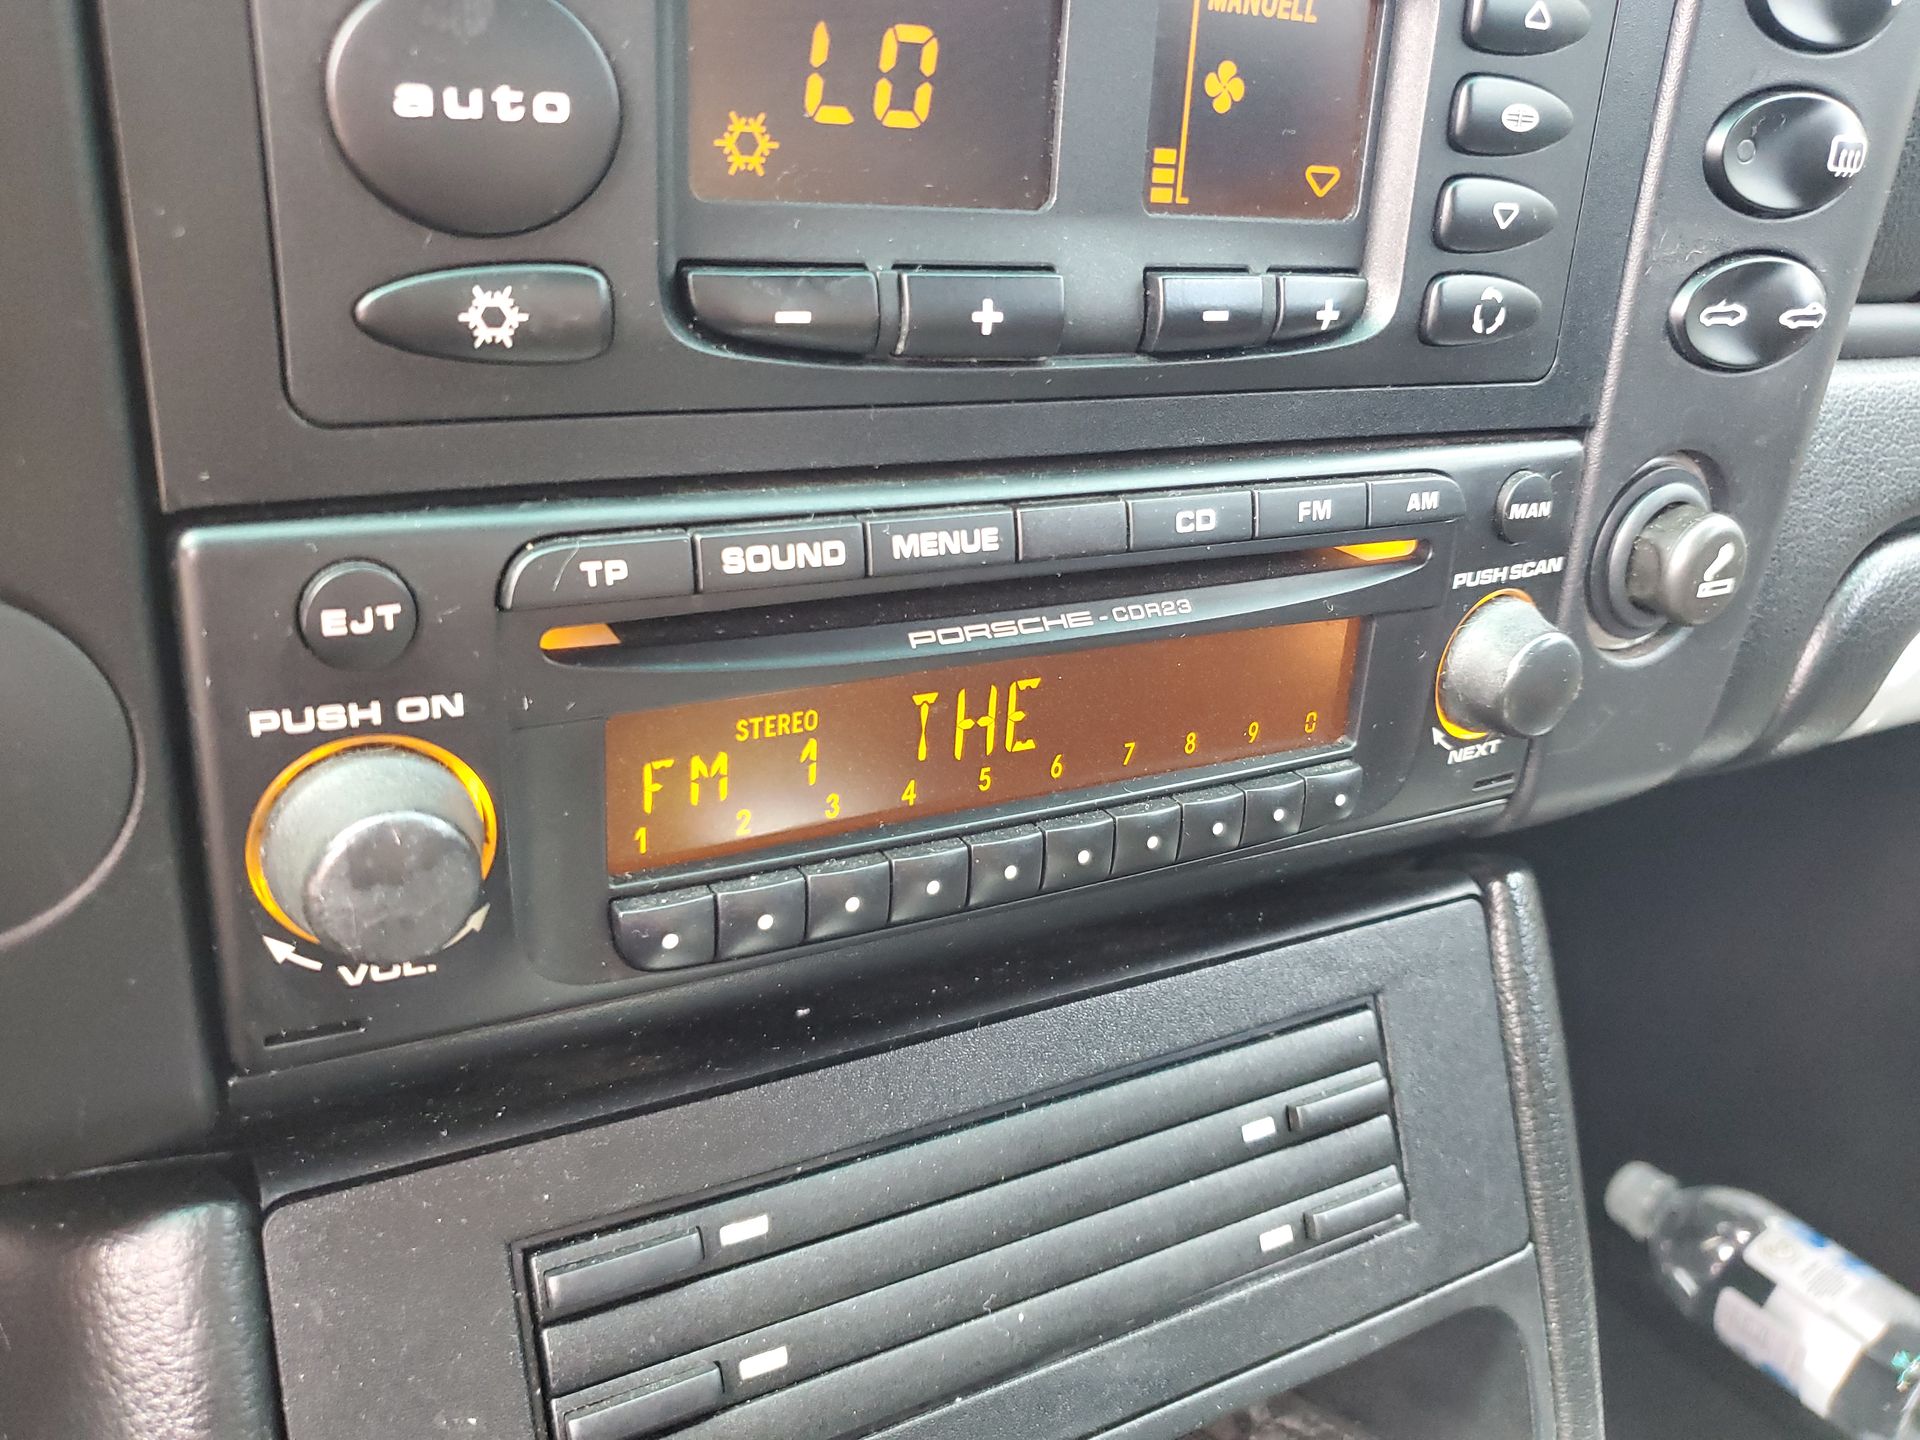 MANUELL
LO
auto
TP SOUND MENUE CD FM AM MAN
EJT
PORSCHE - CDR23
PUSH SCAN
PUSH ON
STEREO
FM 1 THE
1 2 3 4 5 6 7 8 9 0
NEXT
VOL.